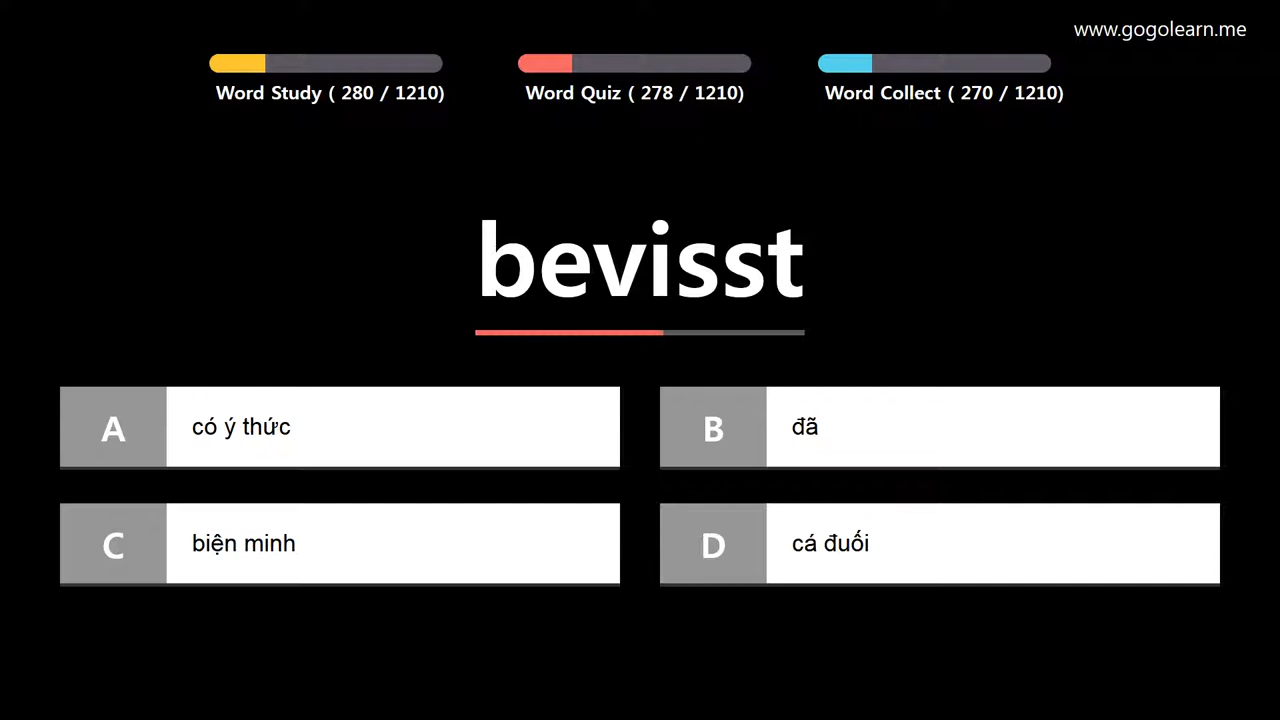 www.gogolearn.me
Word Study ( 280 / 1210)
Word Quiz ( 278 / 1210)
Word Collect ( 270 / 1210)
bevisst
A
có ý thức
B
đã
C
biện minh
D
cá đuối